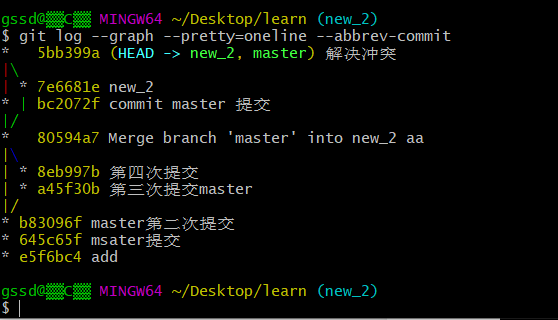 gssd@▒▒C▒▒ MINGW64 ~/Desktop/learn (new_2)
$ git log --graph --pretty=oneline --abbrev-commit
*   5bb399a (HEAD -> new_2, master) 解决冲突
|\
| * 7e6681e new_2
* | bc2072f commit master 提交
|/
*   80594a7 Merge branch 'master' into new_2 aa
|\
| * 8eb997b 第四次提交
| * a45f30b 第三次提交master
|/
* b83096f master第二次提交
* 645c65f msater提交
* e5f6bc4 add
gssd@▒▒C▒▒ MINGW64 ~/Desktop/learn (new_2)
$